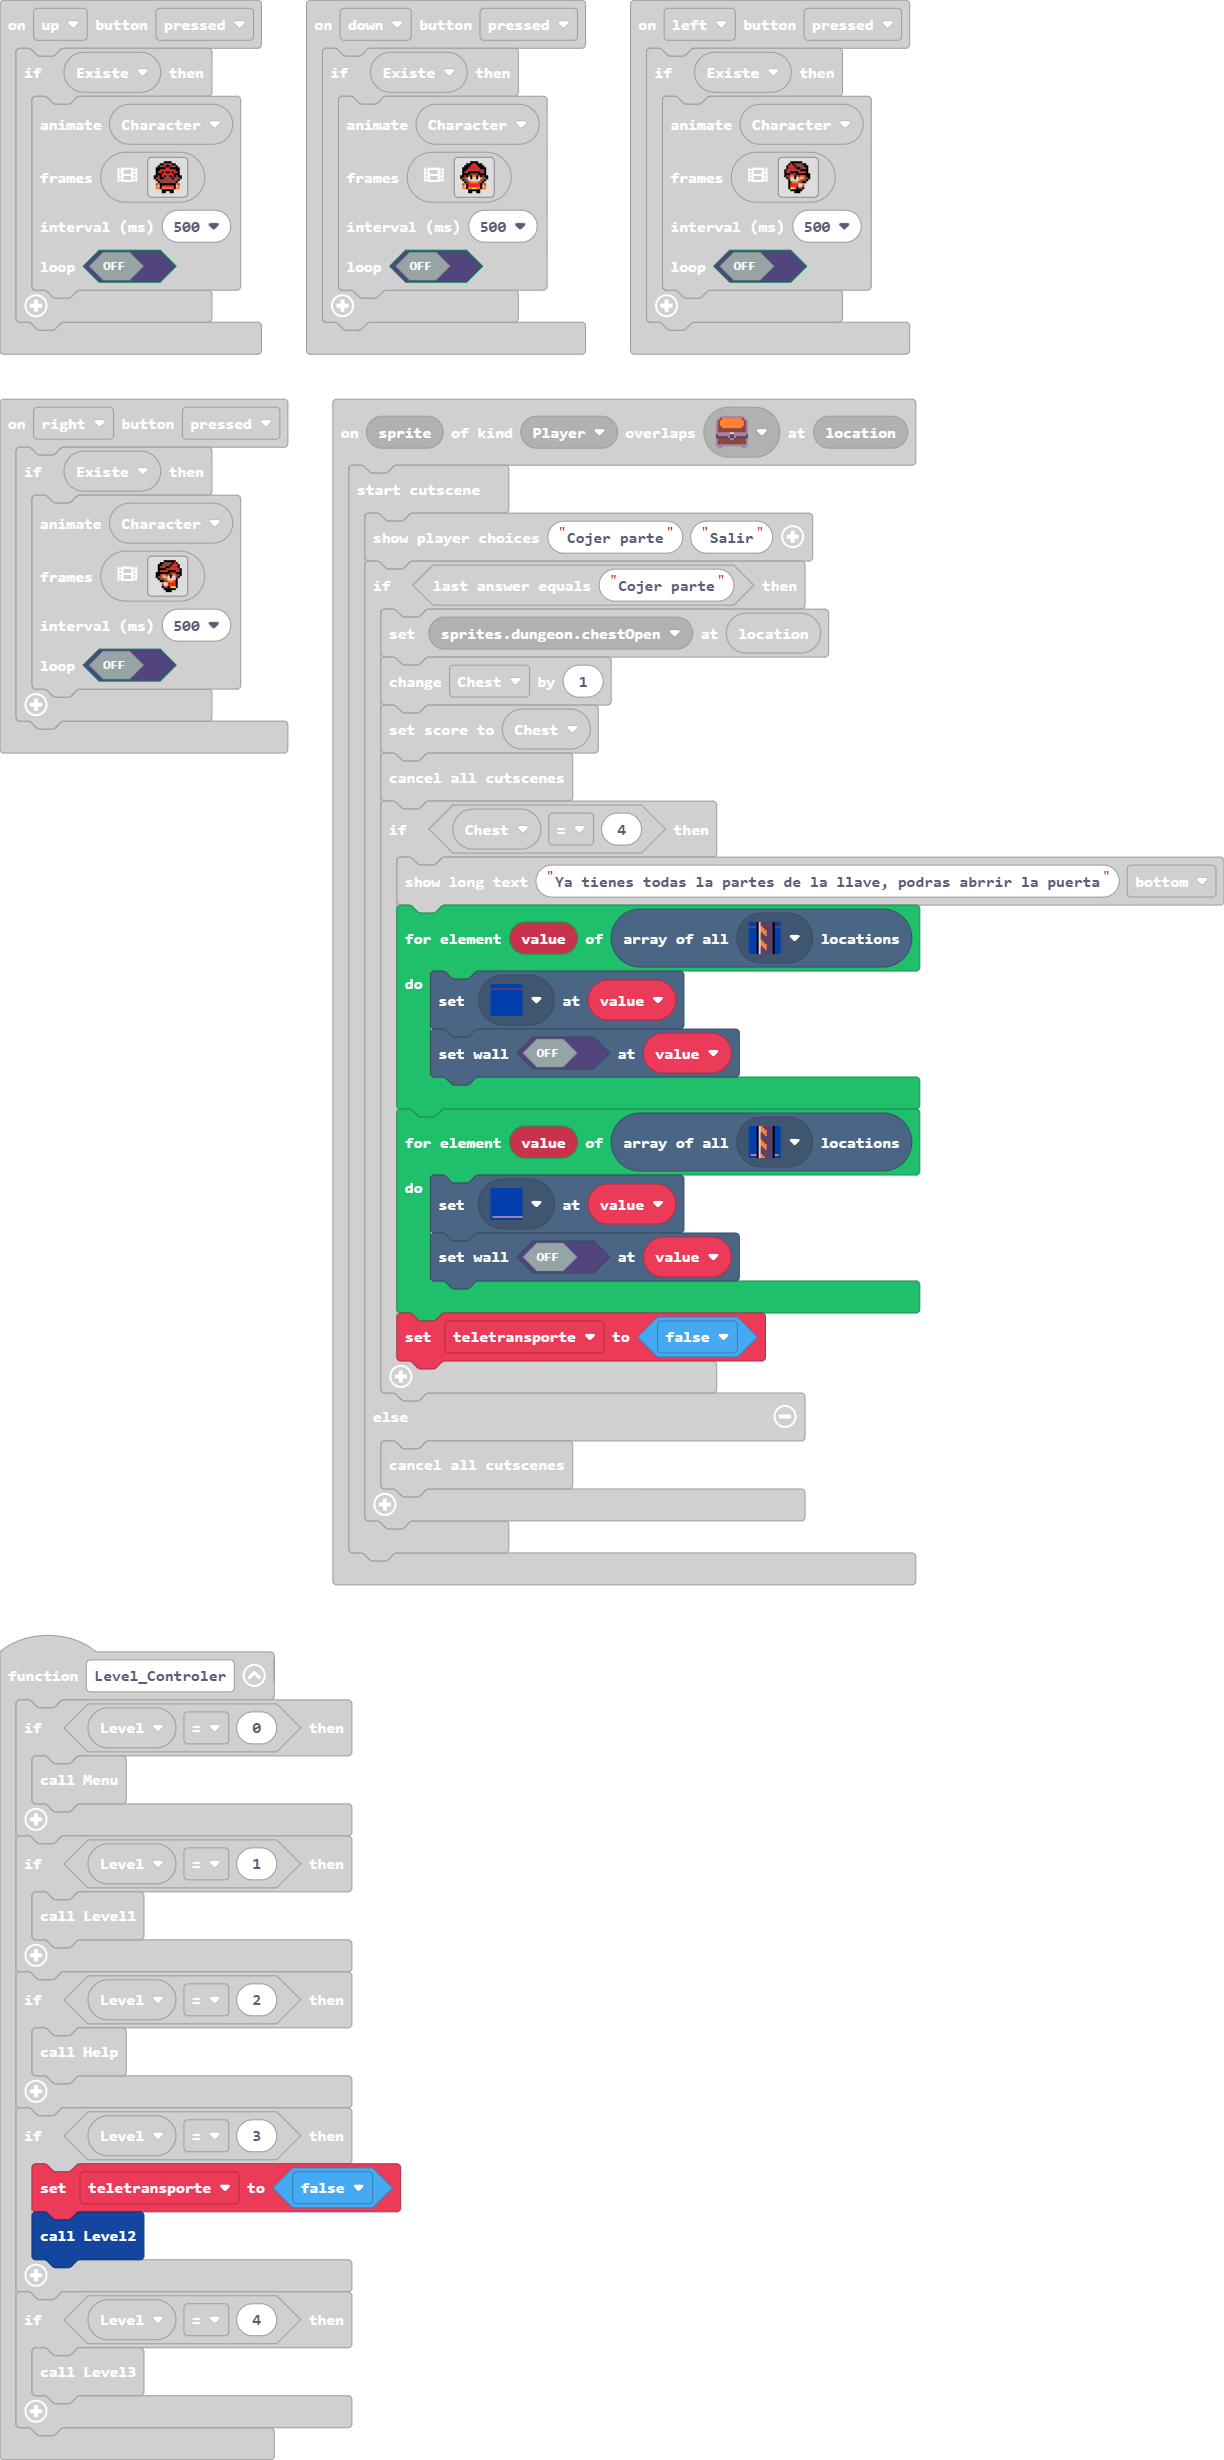 on up button pressed
if Existe then
animate Character
frames
interval (ms) 500
loop OFF
on down button pressed
if Existe then
animate Character
frames
interval (ms) 500
loop OFF
on left button pressed
if Existe then
animate Character
frames
interval (ms) 500
loop OFF
on right button pressed
if Existe then
animate Character
frames
interval (ms) 500
loop OFF
on sprite of kind Player overlaps at location
start cutscene
show player choices "Cojer parte" "Salir"
if last answer equals "Cojer parte" then
set sprites.dungeon.chestOpen at location
change Chest by 1
set score to Chest
cancel all cutscenes
if Chest = 4 then
show long text "Ya tienes todas la partes de la llave, podras abrrir la puerta" bottom
for element value of array of all locations
do
set at value
set wall OFF at value
for element value of array of all locations
do
set at value
set wall OFF at value
set teletransporte to false
else
cancel all cutscenes
function Level_Controler
if Level = 0 then
call Menu
if Level = 1 then
call Level1
if Level = 2 then
call Help
if Level = 3 then
set teletransporte to false
call Level2
if Level = 4 then
call Level3